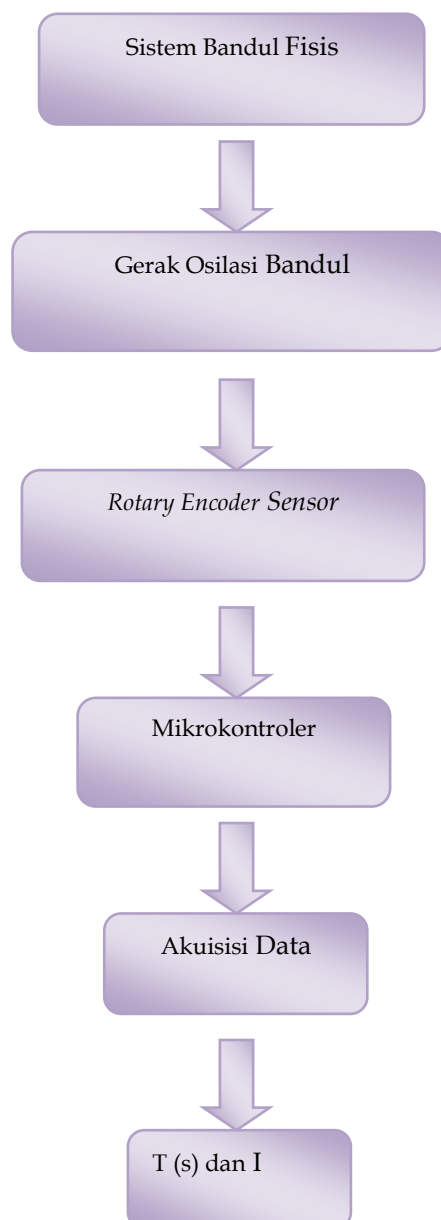 Sistem Bandul Fisis
Gerak Osilasi Bandul
Rotary Encoder Sensor
Mikrokontroler
Akuisisi Data
T (s) dan I